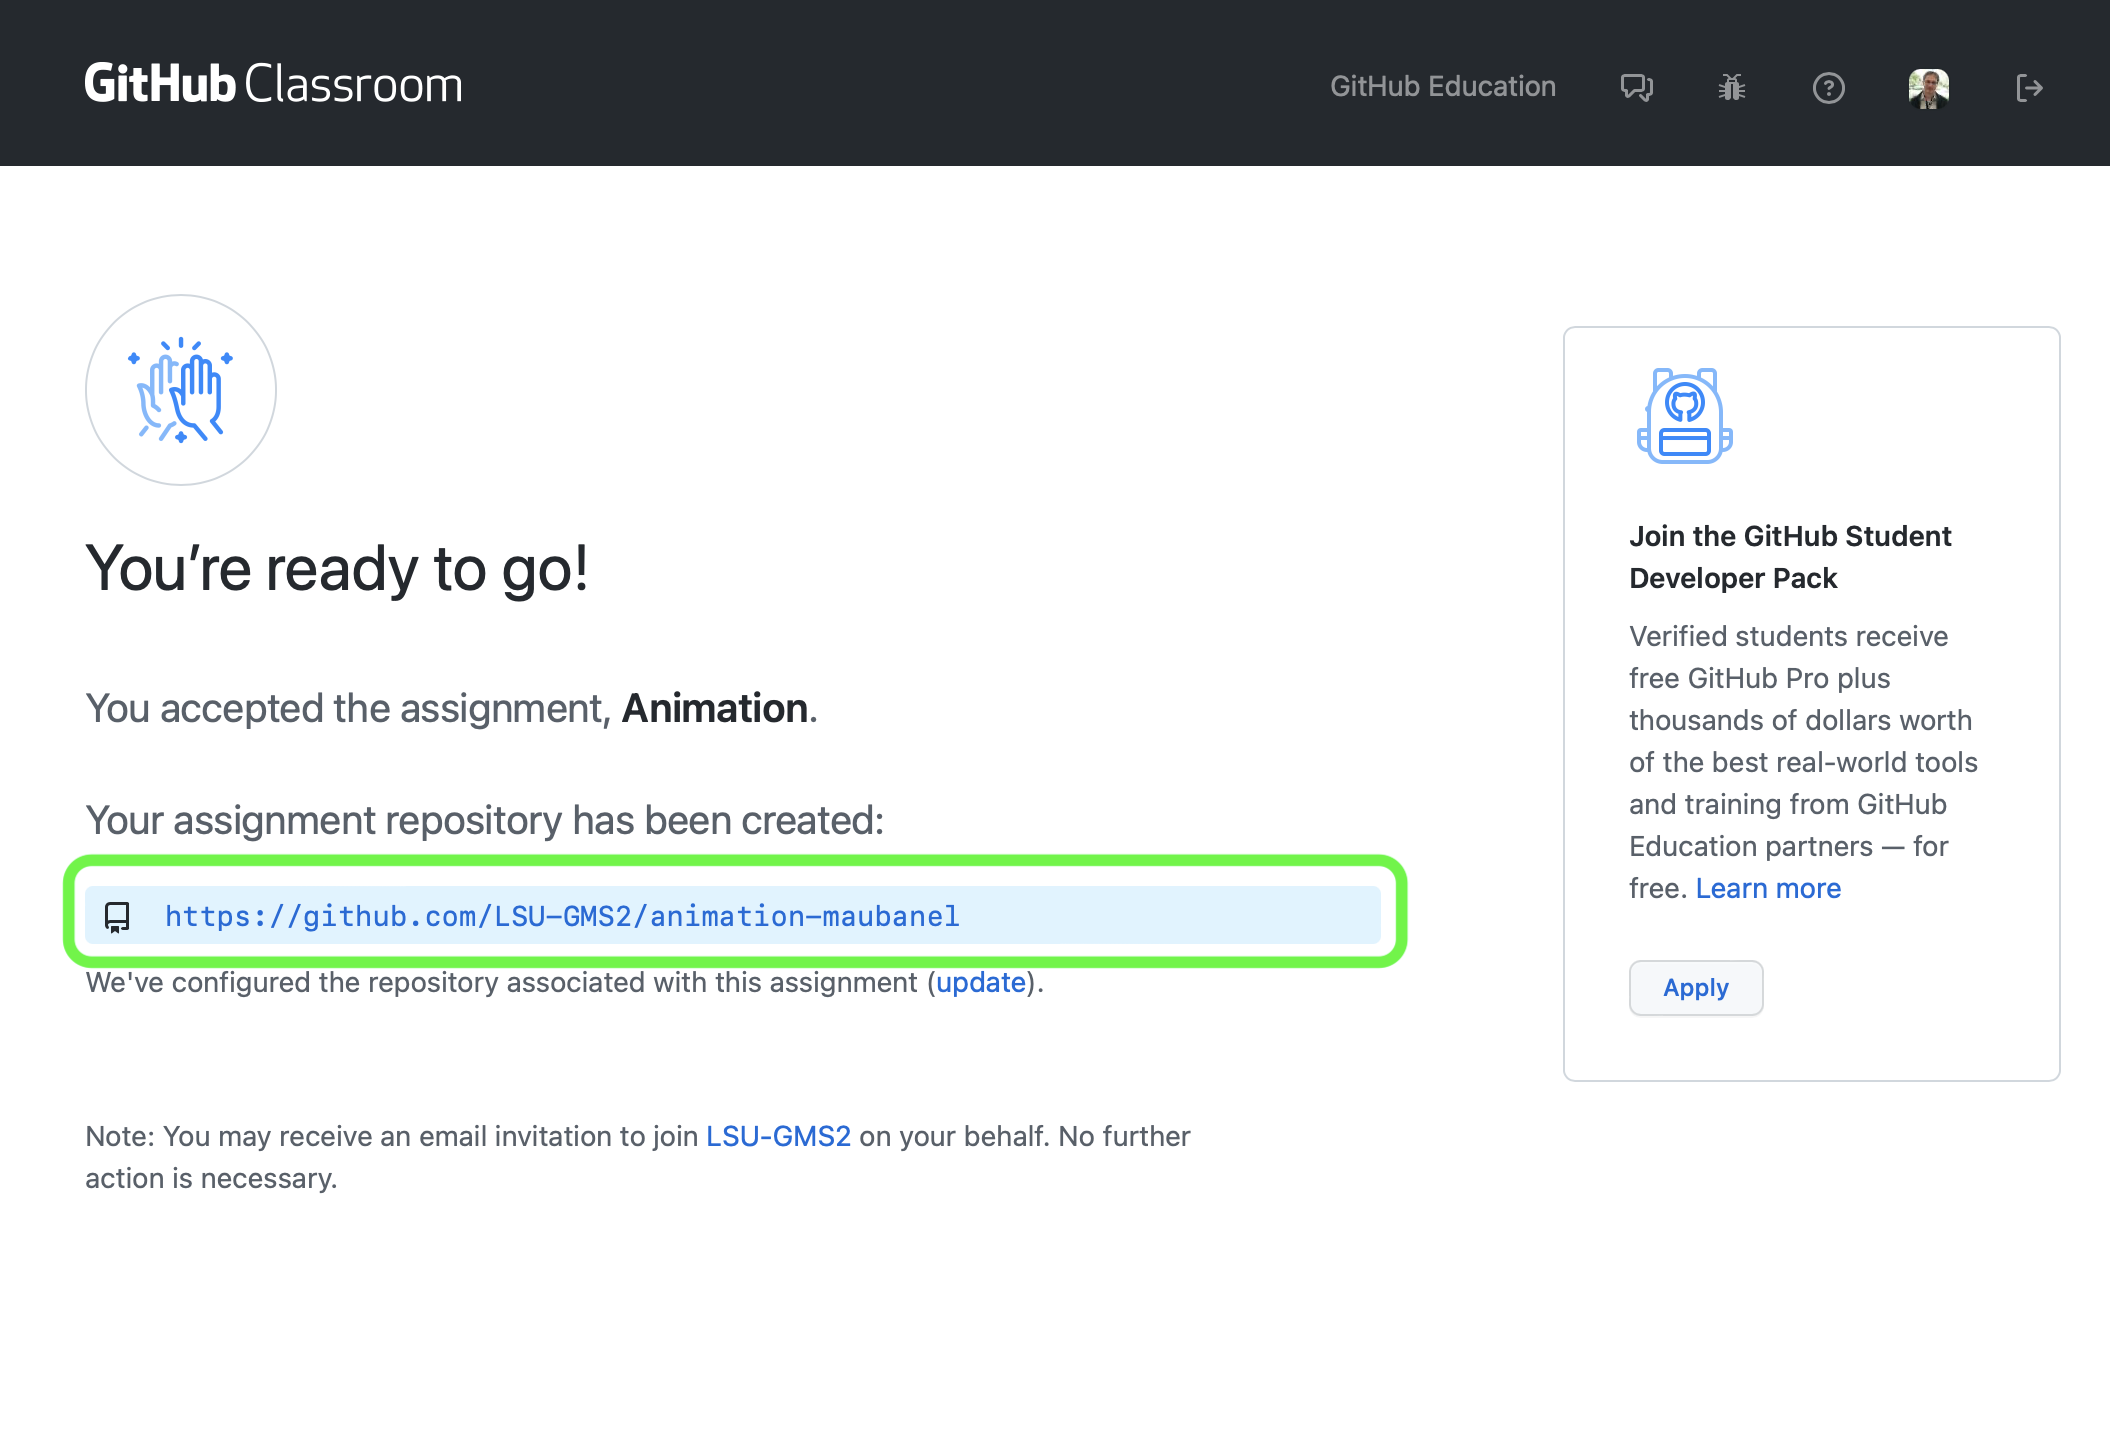 GitHub Classroom
GitHub Education
You’re ready to go!
You accepted the assignment, Animation.
Your assignment repository has been created:
https://github.com/LSU-GMS2/animation-maubanel
We've configured the repository associated with this assignment (update).
Note: You may receive an email invitation to join LSU-GMS2 on your behalf. No further
action is necessary.
Join the GitHub Student
Developer Pack
Verified students receive
free GitHub Pro plus
thousands of dollars worth
of the best real-world tools
and training from GitHub
Education partners — for
free. Learn more
Apply